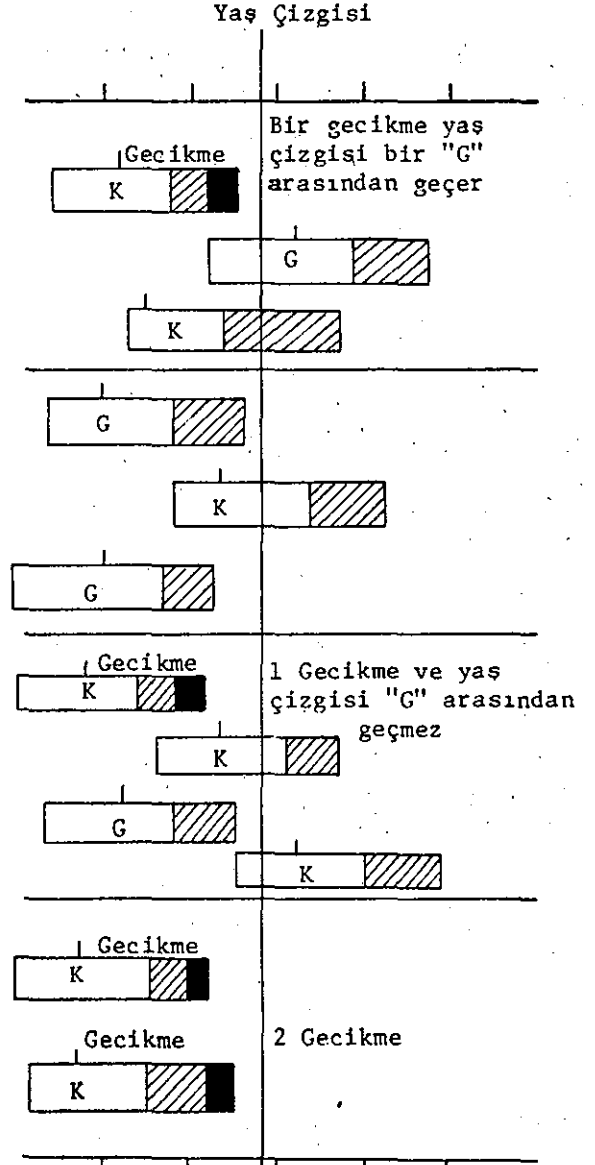 Yaş Çizgisi
Bir gecikme yaş
çizgisi bir "G"
arasından geçer
Gecikme
K
G
K
G
K
G
1 Gecikme ve yaş
çizgisi "G" arasından
geçmez
Gecikme
K
K
G
K
Gecikme
K
Gecikme
2 Gecikme
K